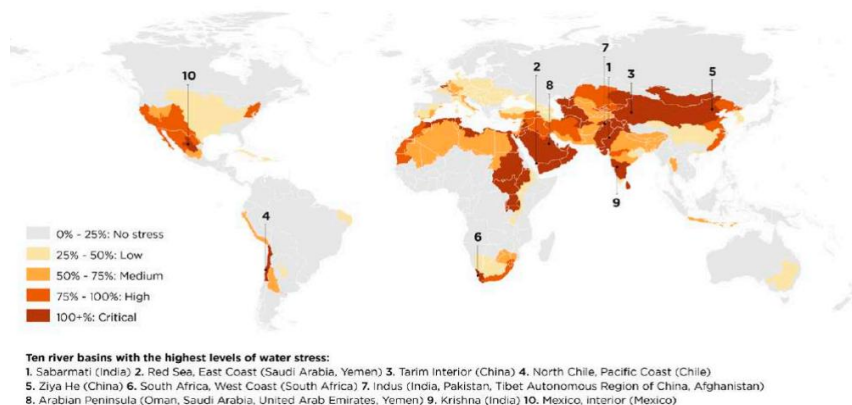 7
2
1
3
5
10
8
4
9
6
0% - 25%: No stress
25% - 50%: Low
50% - 75%: Medium
75% - 100%: High
100+%: Critical
Ten river basins with the highest levels of water stress:
1. Sabarmati (India) 2. Red Sea, East Coast (Saudi Arabia, Yemen) 3. Tarim Interior (China) 4. North Chile, Pacific Coast (Chile)
5. Ziya He (China) 6. South Africa, West Coast (South Africa) 7. Indus (India, Pakistan, Tibet Autonomous Region of China, Afghanistan)
8. Arabian Peninsula (Oman, Saudi Arabia, United Arab Emirates, Yemen) 9. Krishna (India) 10. Mexico, interior (Mexico)